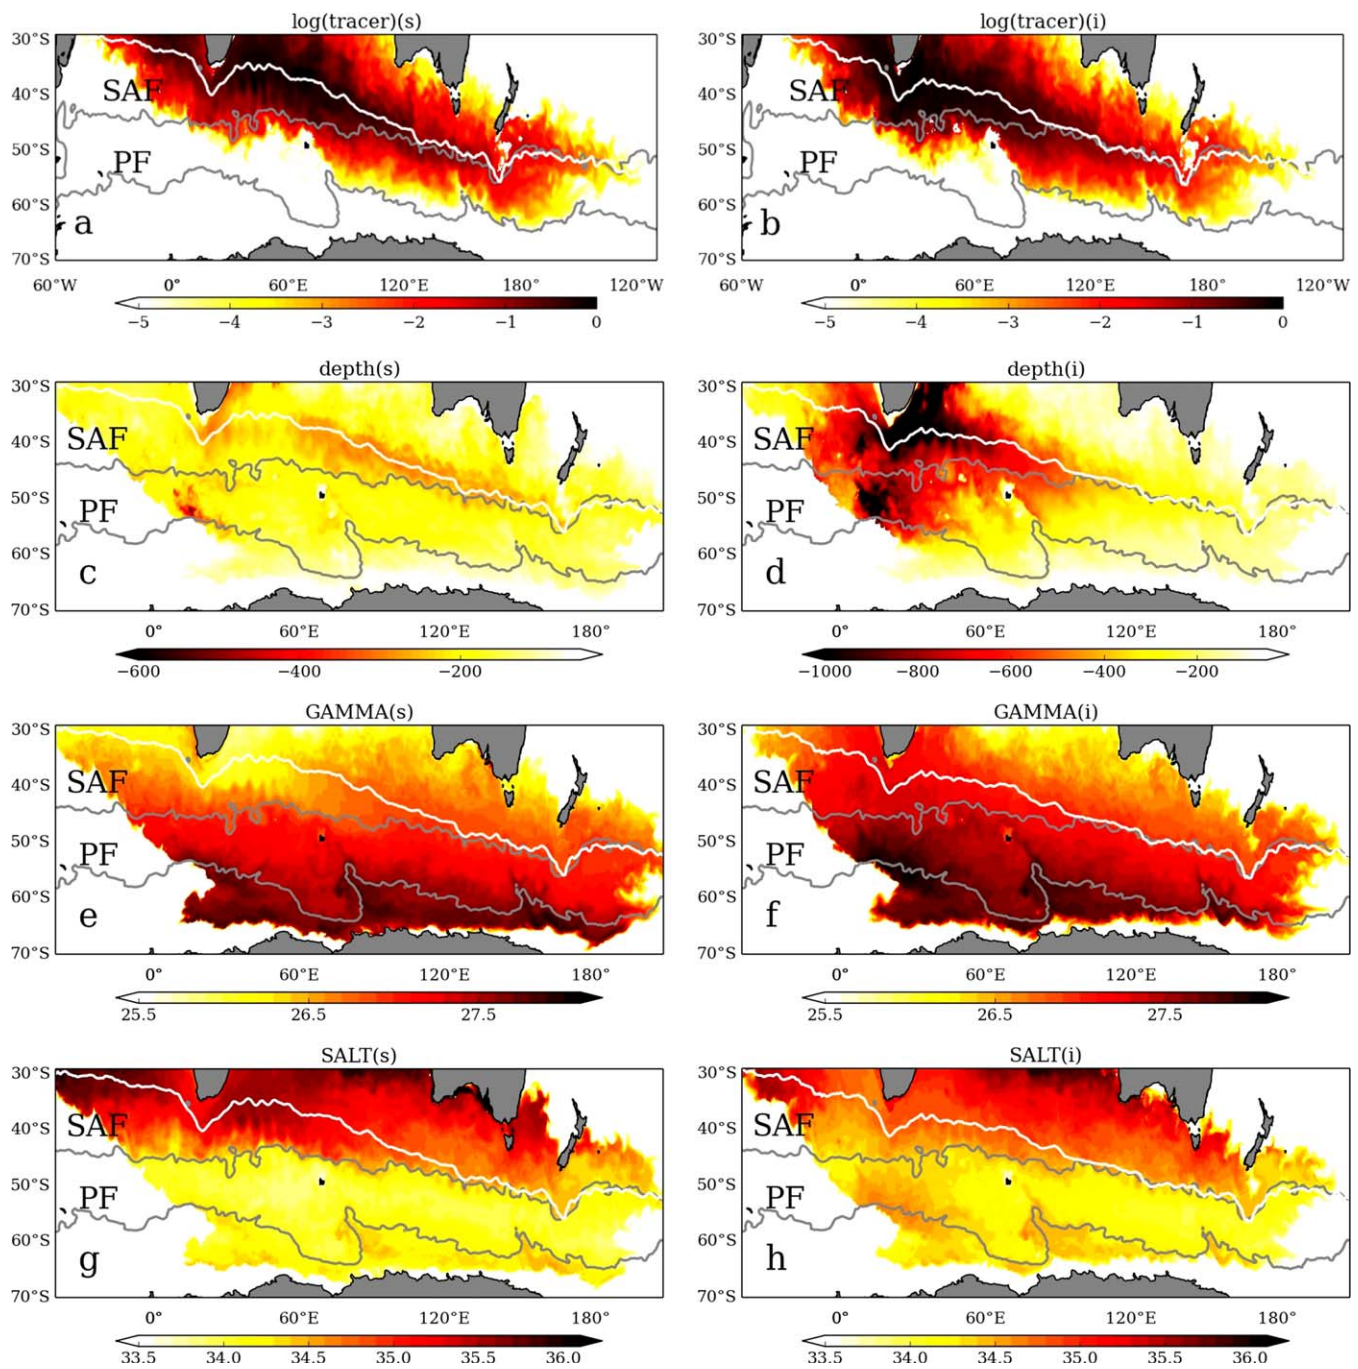 log(tracer)(s)
30°S
40°S
50°S
60°S
70°S
SAF
PF
a
60°W 0° 60°E 120°E 180° 120°W
−5 −4 −3 −2 −1 0
log(tracer)(i)
30°S
40°S
50°S
60°S
70°S
SAF
PF
b
60°W 0° 60°E 120°E 180° 120°W
−5 −4 −3 −2 −1 0
depth(s)
30°S
40°S
50°S
60°S
70°S
SAF
PF
c
0° 60°E 120°E 180°
−600 −400 −200
depth(i)
30°S
40°S
50°S
60°S
70°S
SAF
PF
d
0° 60°E 120°E 180°
−1000 −800 −600 −400 −200
GAMMA(s)
30°S
40°S
50°S
60°S
70°S
SAF
PF
e
0° 60°E 120°E 180°
25.5 26.5 27.5
GAMMA(i)
30°S
40°S
50°S
60°S
70°S
SAF
PF
f
0° 60°E 120°E 180°
25.5 26.5 27.5
SALT(s)
30°S
40°S
50°S
60°S
70°S
SAF
PF
g
0° 60°E 120°E 180°
33.5 34.0 34.5 35.0 35.5 36.0
SALT(i)
30°S
40°S
50°S
60°S
70°S
SAF
PF
h
0° 60°E 120°E 180°
33.5 34.0 34.5 35.0 35.5 36.0